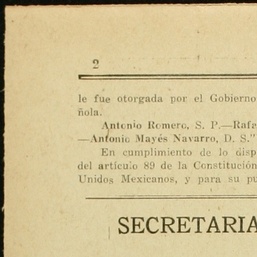 2
le fue otorgada por el Gobierno
ñola.
Antonio Romero, S. P.—Rafa
—Antonio Mayés Navarro, D. S."
En cumplimiento de lo disp
del artículo 89 de la Constitución
Unidos Mexicanos, y para su pu
SECRETARIA